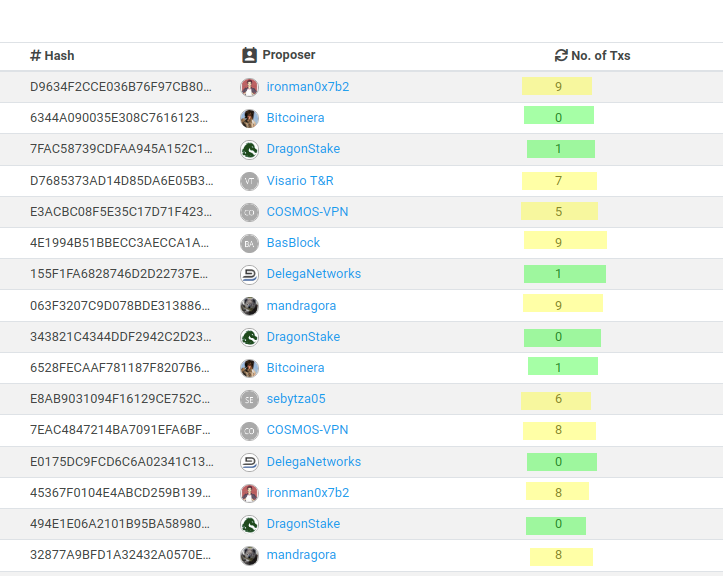 # Hash Proposer No. of Txs
D9634F2CCE036B76F97CB80... ironman0x7b2 9
6344A090035E308C7616123... Bitcoinera 0
7FAC58739CDFAA945A152C1... DragonStake 1
D7685373AD14D85DA6E05B3... VT Visario T&R 7
E3ACBC08F5E35C17D71F423... CO COSMOS-VPN 5
4E1994B51BBECC3AECCA1A... BA BasBlock 9
155F1FA6828746D2D22737E... DelegaNetworks 1
063F3207C9D078BDE313886... mandragora 9
343821C4344DDF2942C2D23... DragonStake 0
6528FECAAF781187F8207B6... Bitcoinera 1
E8AB9031094F16129CE752C... SE sebytza05 6
7EAC4847214BA7091EFA6BF... CO COSMOS-VPN 8
E0175DC9FCD6C6A02341C13... DelegaNetworks 0
45367F0104E4ABCD259B139... ironman0x7b2 8
494E1E06A2101B95BA58980... DragonStake 0
32877A9BFD1A32432A0570E... mandragora 8